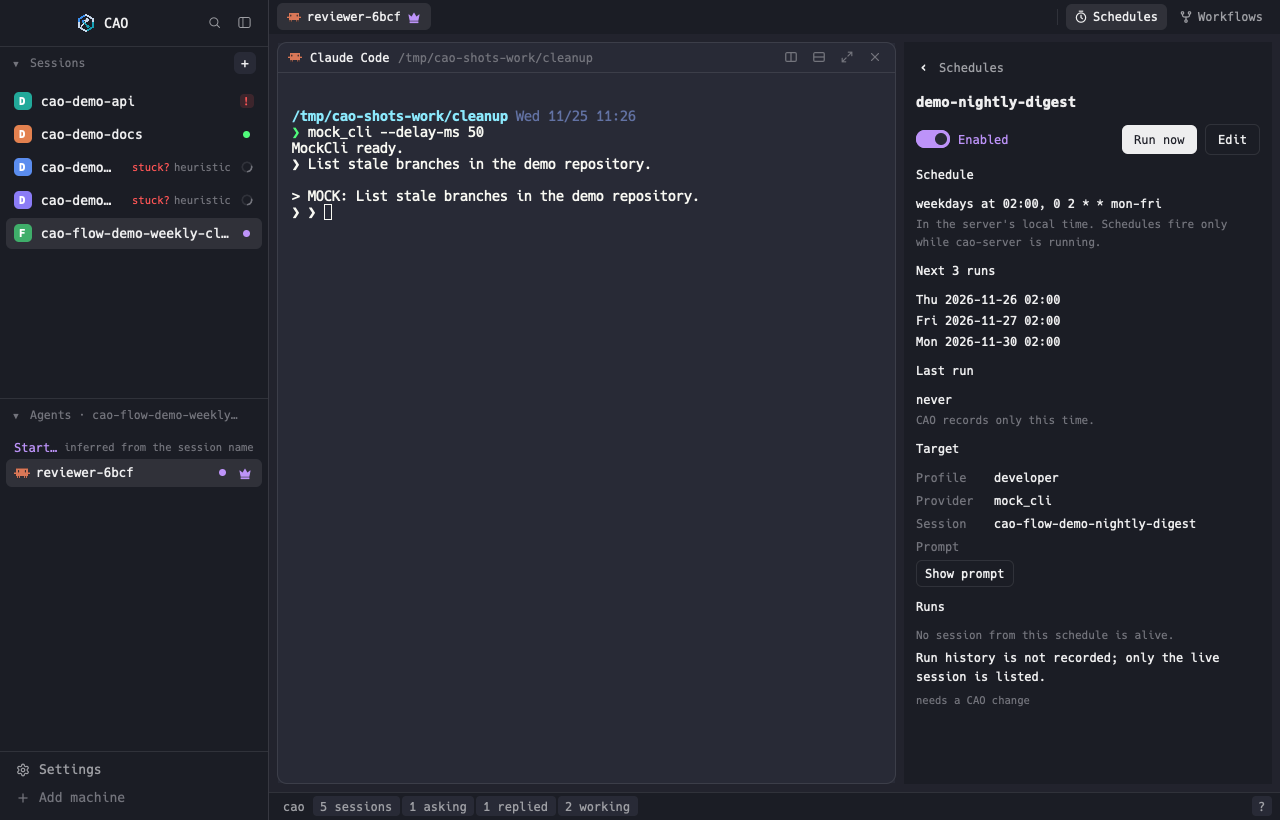 CAO
Sessions
+
D cao-demo-api !
D cao-demo-docs
D cao-demo… stuck? heuristic
D cao-demo… stuck? heuristic
F cao-flow-demo-weekly-cl…
Agents · cao-flow-demo-weekly…
Start… inferred from the session name
reviewer-6bcf
Settings
+ Add machine
reviewer-6bcf
Schedules
Workflows
Claude Code /tmp/cao-shots-work/cleanup
/tmp/cao-shots-work/cleanup Wed 11/25 11:26
❯ mock_cli --delay-ms 50
MockCli ready.
❯ List stale branches in the demo repository.
> MOCK: List stale branches in the demo repository.
❯ ❯
‹ Schedules
demo-nightly-digest
Enabled
Run now
Edit
Schedule
weekdays at 02:00, 0 2 * * mon-fri
In the server's local time. Schedules fire only
while cao-server is running.
Next 3 runs
Thu 2026-11-26 02:00
Fri 2026-11-27 02:00
Mon 2026-11-30 02:00
Last run
never
CAO records only this time.
Target
Profile developer
Provider mock_cli
Session cao-flow-demo-nightly-digest
Prompt
Show prompt
Runs
No session from this schedule is alive.
Run history is not recorded; only the live
session is listed.
needs a CAO change
cao 5 sessions 1 asking 1 replied 2 working
?